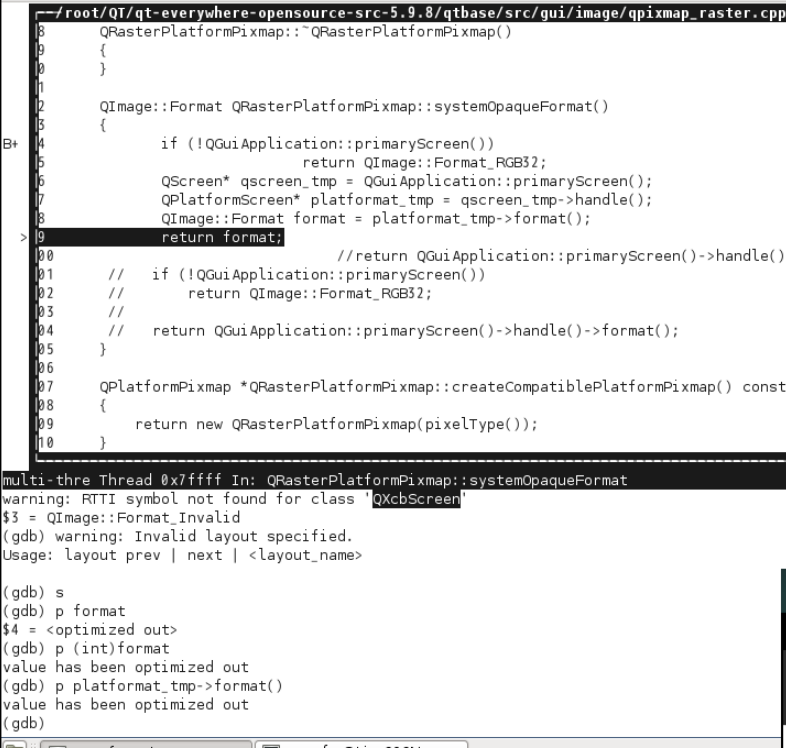 /root/QT/qt-everywhere-opensource-src-5.9.8/qtbase/src/gui/image/qpixmap_raster.cpp
8 QRasterPlatformPixmap::~QRasterPlatformPixmap()
9 {
0 }
1
2 QImage::Format QRasterPlatformPixmap::systemOpaqueFormat()
3 {
B+ 4 if (!QGuiApplication::primaryScreen())
5 return QImage::Format_RGB32;
6 QScreen* qscreen_tmp = QGuiApplication::primaryScreen();
7 QPlatformScreen* platformat_tmp = qscreen_tmp->handle();
8 QImage::Format format = platformat_tmp->format();
> 9 return format;
00 //return QGuiApplication::primaryScreen()->handle()
01 // if (!QGuiApplication::primaryScreen())
02 // return QImage::Format_RGB32;
03 //
04 // return QGuiApplication::primaryScreen()->handle()->format();
05 }
06
07 QPlatformPixmap *QRasterPlatformPixmap::createCompatiblePlatformPixmap() const
08 {
09 return new QRasterPlatformPixmap(pixelType());
10 }
multi-thre Thread 0x7ffff In: QRasterPlatformPixmap::systemOpaqueFormat
warning: RTTI symbol not found for class 'QXcbScreen'
$3 = QImage::Format_Invalid
(gdb) warning: Invalid layout specified.
Usage: layout prev | next | <layout_name>
(gdb) s
(gdb) p format
$4 = <optimized out>
(gdb) p (int)format
value has been optimized out
(gdb) p platformat_tmp->format()
value has been optimized out
(gdb)